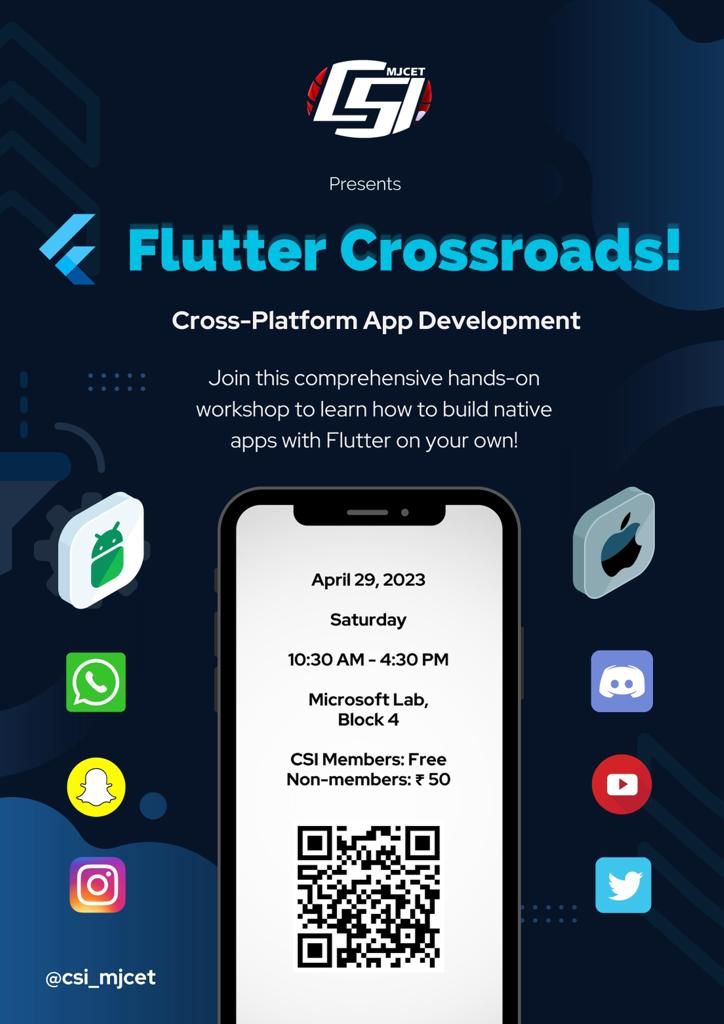 MJCET
CSI
Presents
Flutter Crossroads!
Cross-Platform App Development
Join this comprehensive hands-on
workshop to learn how to build native
apps with Flutter on your own!
April 29, 2023
Saturday
10:30 AM - 4:30 PM
Microsoft Lab,
Block 4
CSI Members: Free
Non-members: ₹ 50
@csi_mjcet